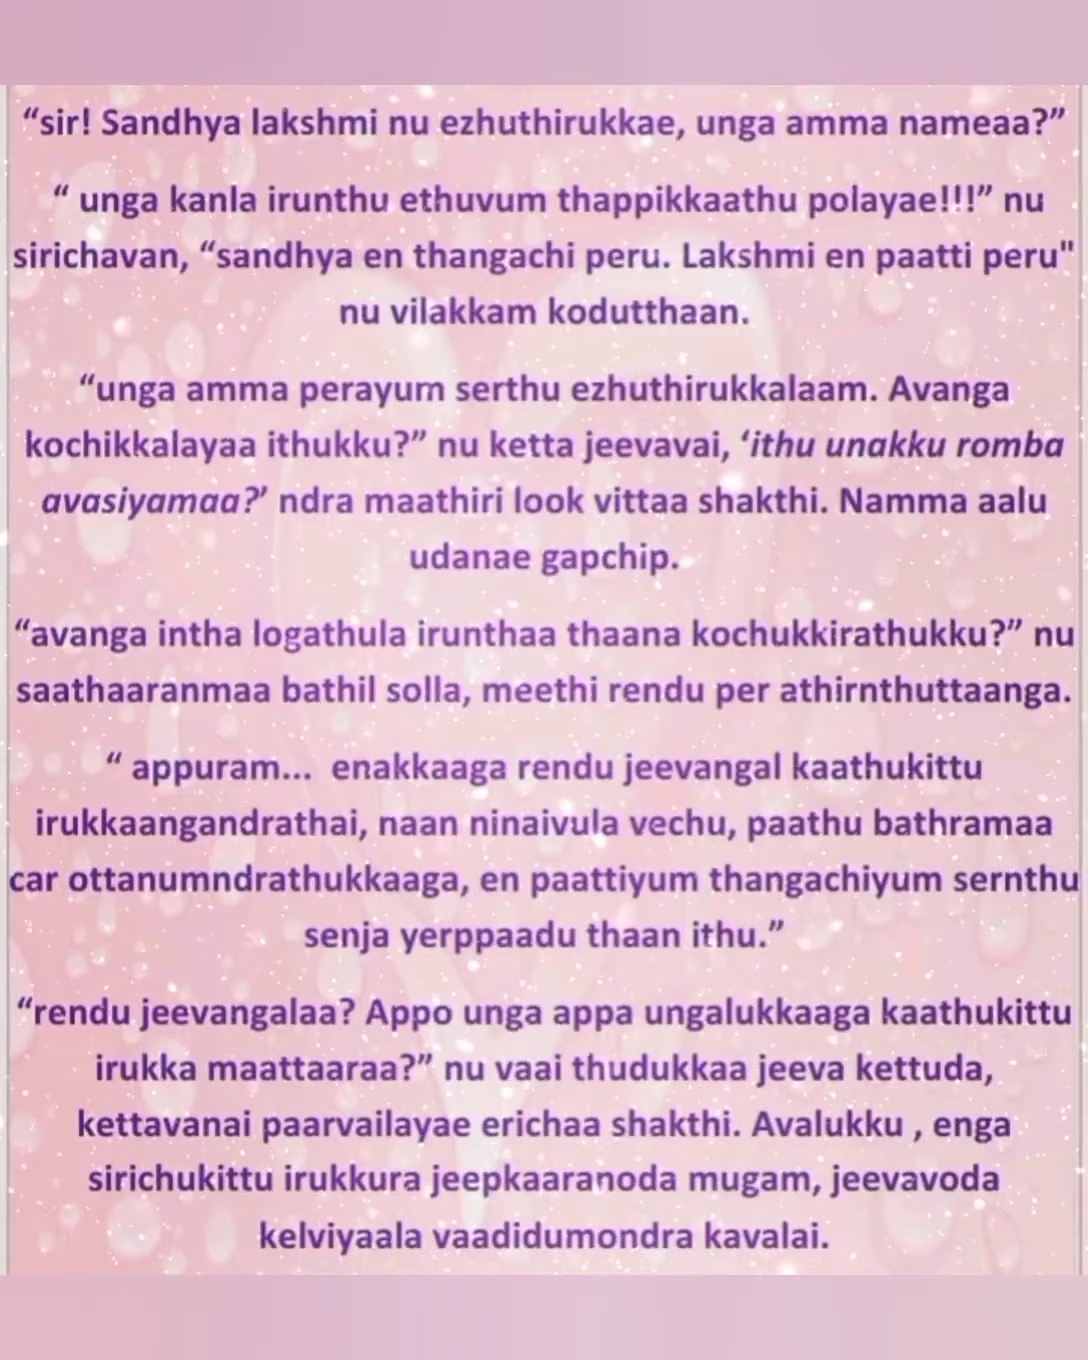 “sir! Sandhya lakshmi nu ezhuthirukkae, unga amma nameaa?”
“ unga kanla irunthu ethuvum thappikkaathu polayae!!!” nu
sirichavan, “sandhya en thangachi peru. Lakshmi en paatti peru"
nu vilakkam kodutthaan.
“unga amma perayum serthu ezhuthirukkalaam. Avanga
kochikkalayaa ithukku?” nu ketta jeevavai, ‘ithu unakku romba
avasiyamaa?’ ndra maathiri look vittaa shakthi. Namma aalu
udanae gapchip.
“avanga intha logathula irunthaa thaana kochukkirathukku?” nu
saathaaranmaa bathil solla, meethi rendu per athirnthuttaanga.
“ appuram...  enakkaaga rendu jeevangal kaathukittu
irukkaangandrathai, naan ninaivula vechu, paathu bathramaa
car ottanumndrathukkaaga, en paattiyum thangachiyum sernthu
senja yerppaadu thaan ithu.”
“rendu jeevangalaa? Appo unga appa ungalukkaaga kaathukittu
irukka maattaaraa?” nu vaai thudukkaa jeeva kettuda,
kettavanai paarvailayae erichaa shakthi. Avalukku , enga
sirichukittu irukkura jeepkaaranoda mugam, jeevavoda
kelviyaala vaadidumondra kavalai.